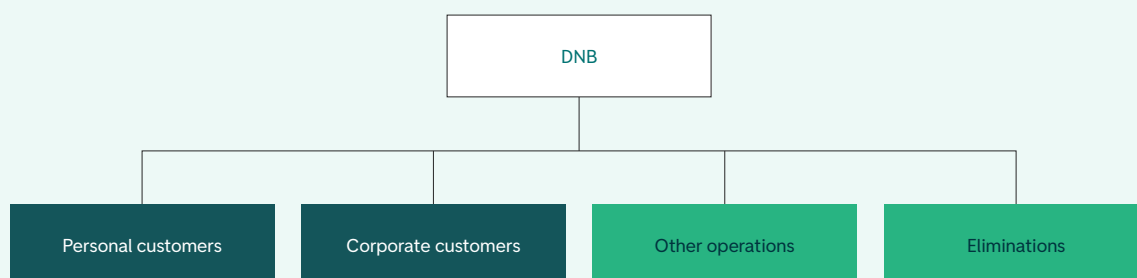 DNB
Personal customers
Corporate customers
Other operations
Eliminations